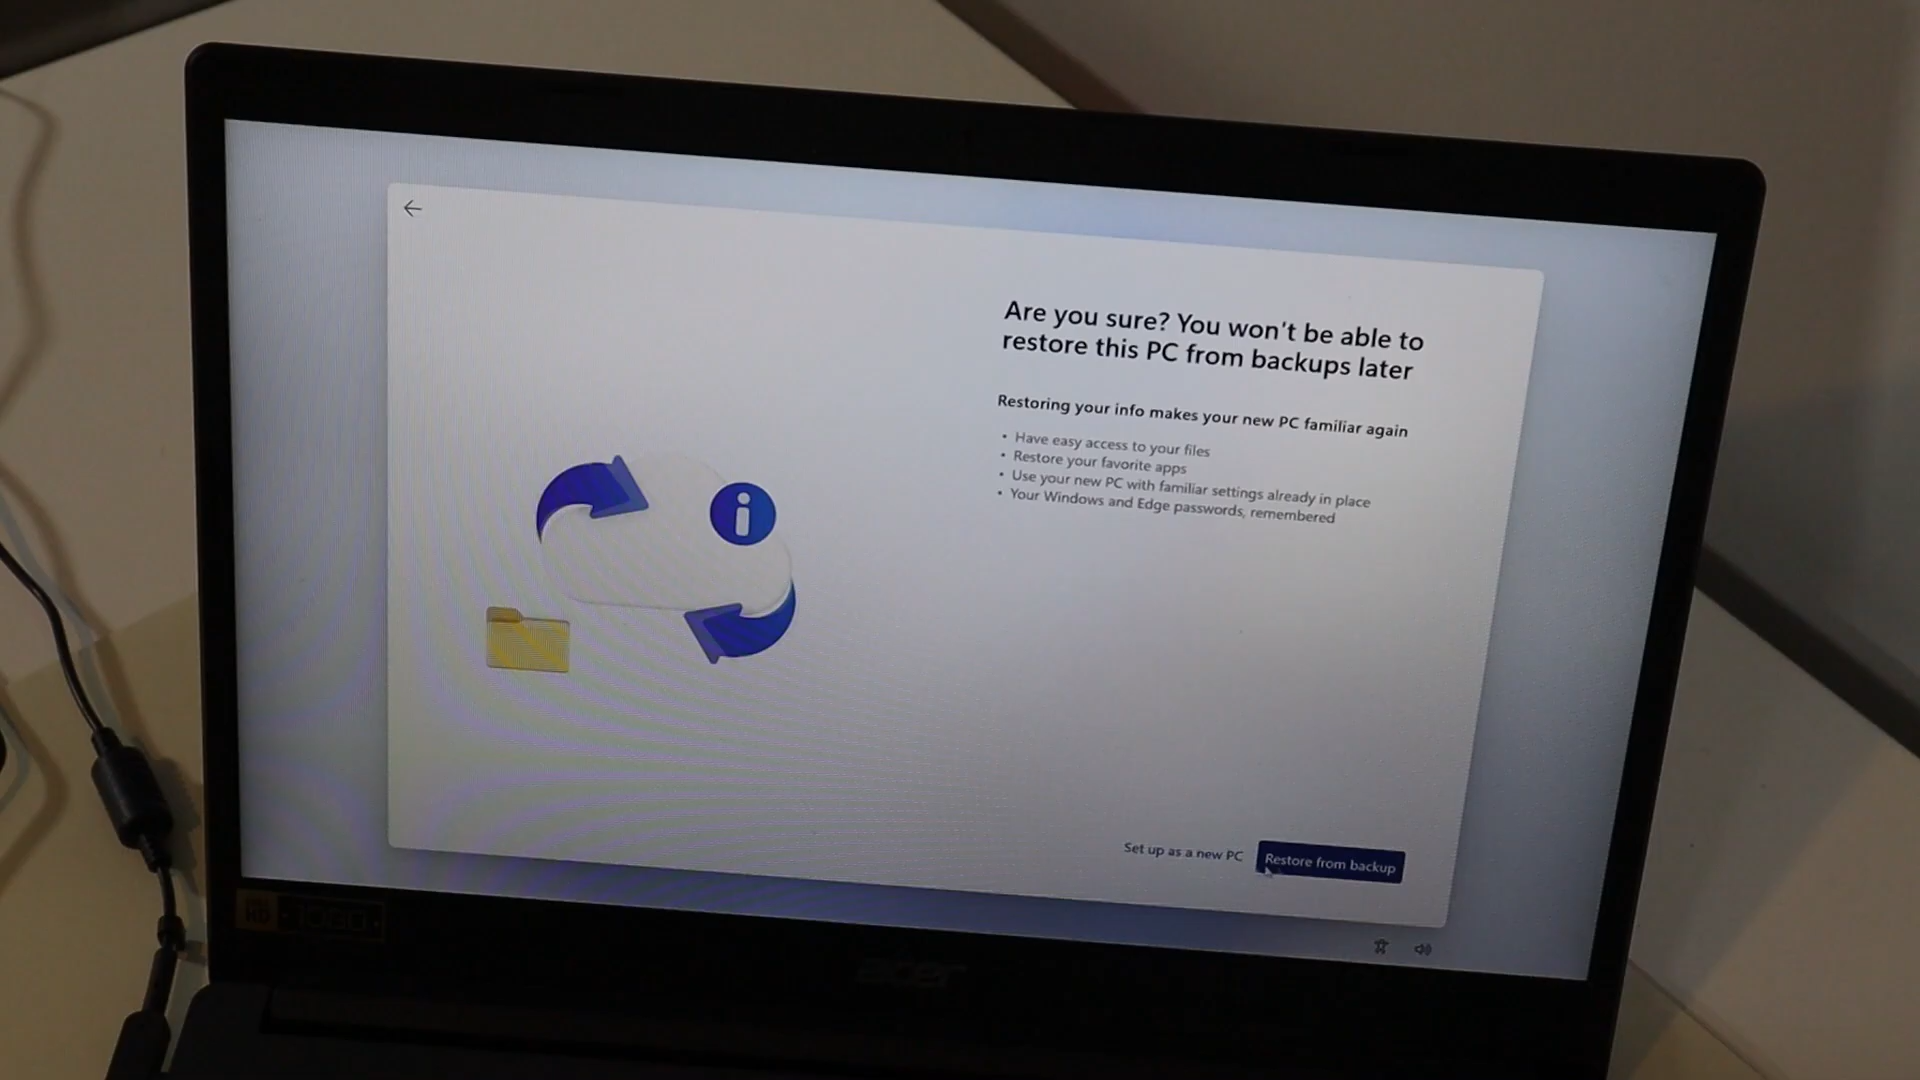 Are you sure? You won't be able to
restore this PC from backups later
Restoring your info makes your new PC familiar again
• Have easy access to your files
• Restore your favorite apps
• Use your new PC with familiar settings already in place
• Your Windows and Edge passwords, remembered
Set up as a new PC
Restore from backup
acer